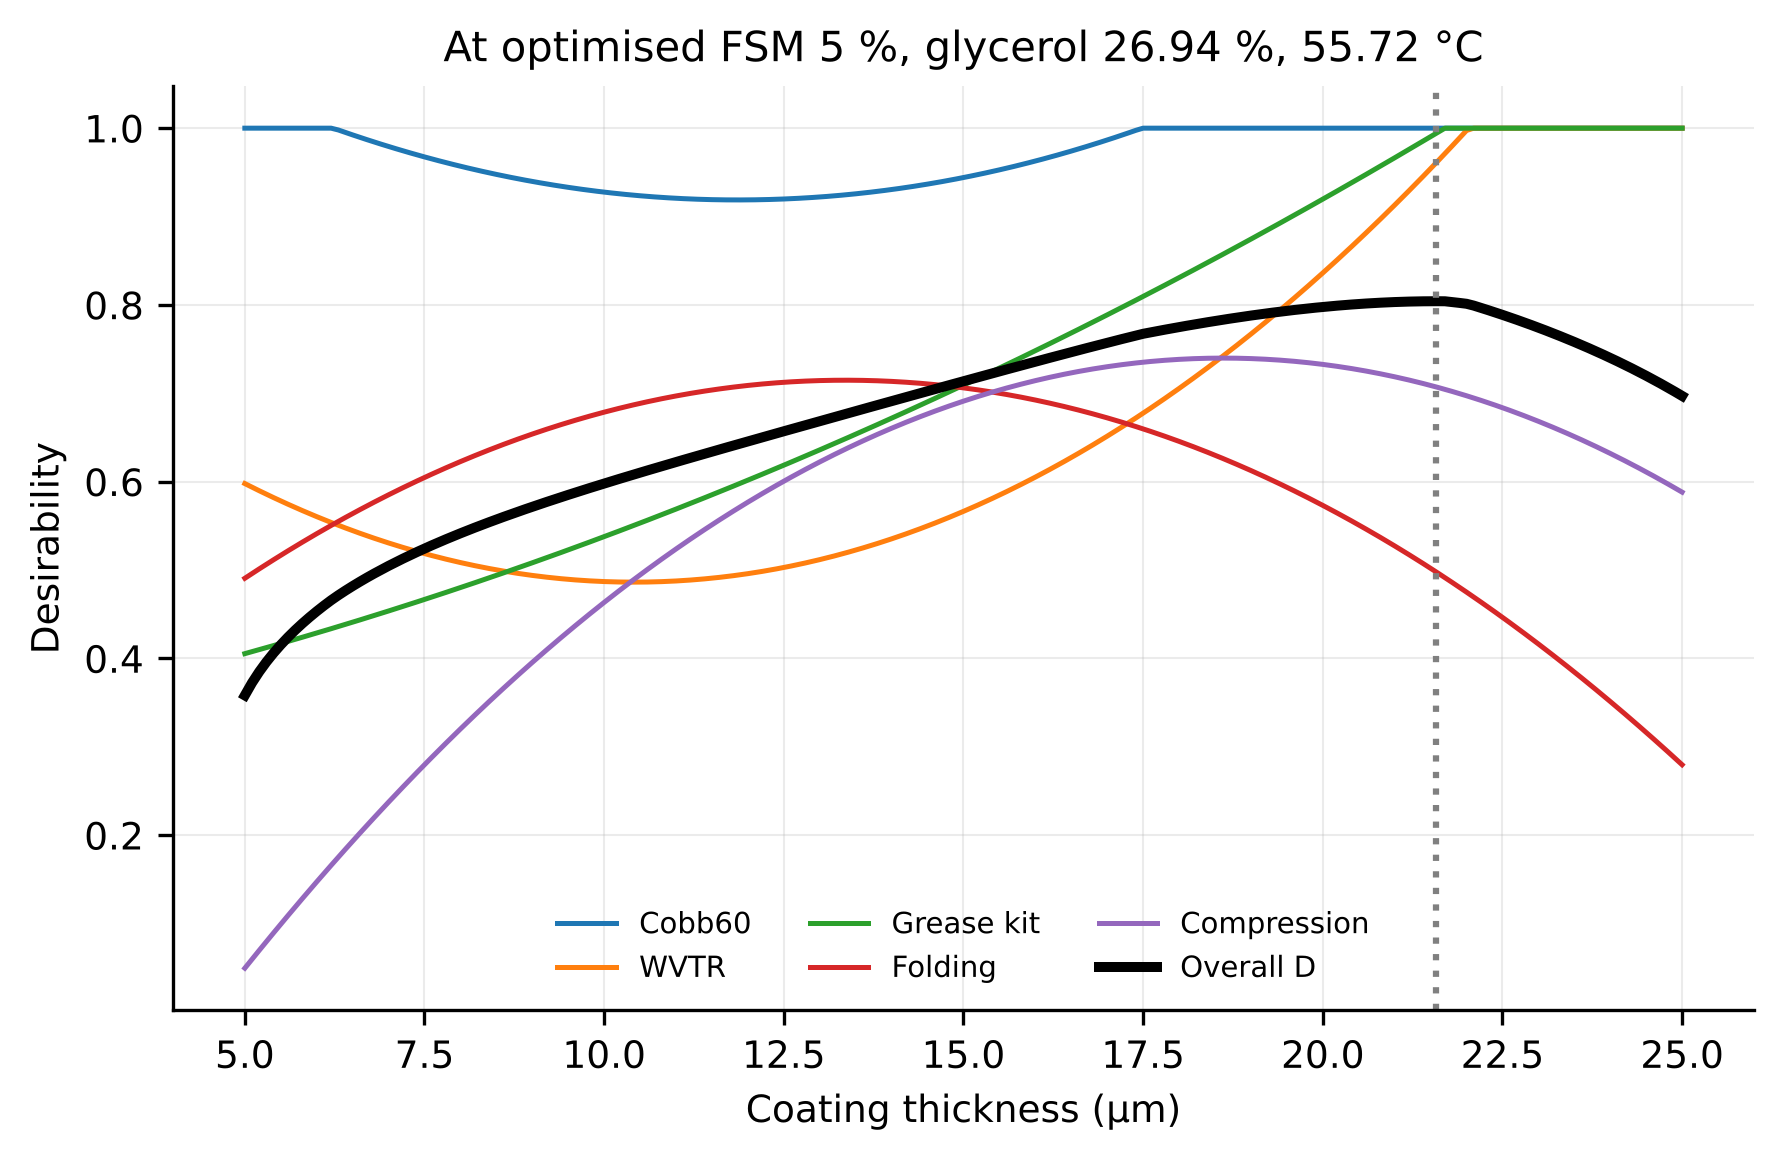 At optimised FSM 5 %, glycerol 26.94 %, 55.72 °C
Desirability
1.0
0.8
0.6
0.4
0.2
Cobb60
WVTR
Grease kit
Folding
Compression
Overall D
5.0 7.5 10.0 12.5 15.0 17.5 20.0 22.5 25.0
Coating thickness (µm)